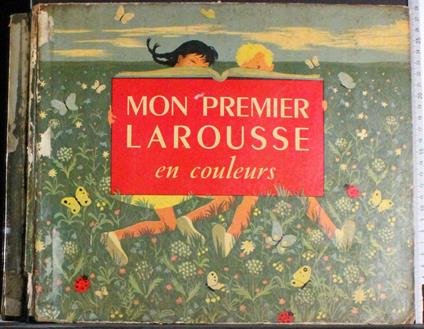 MON PREMIER
LAROUSSE
en couleurs